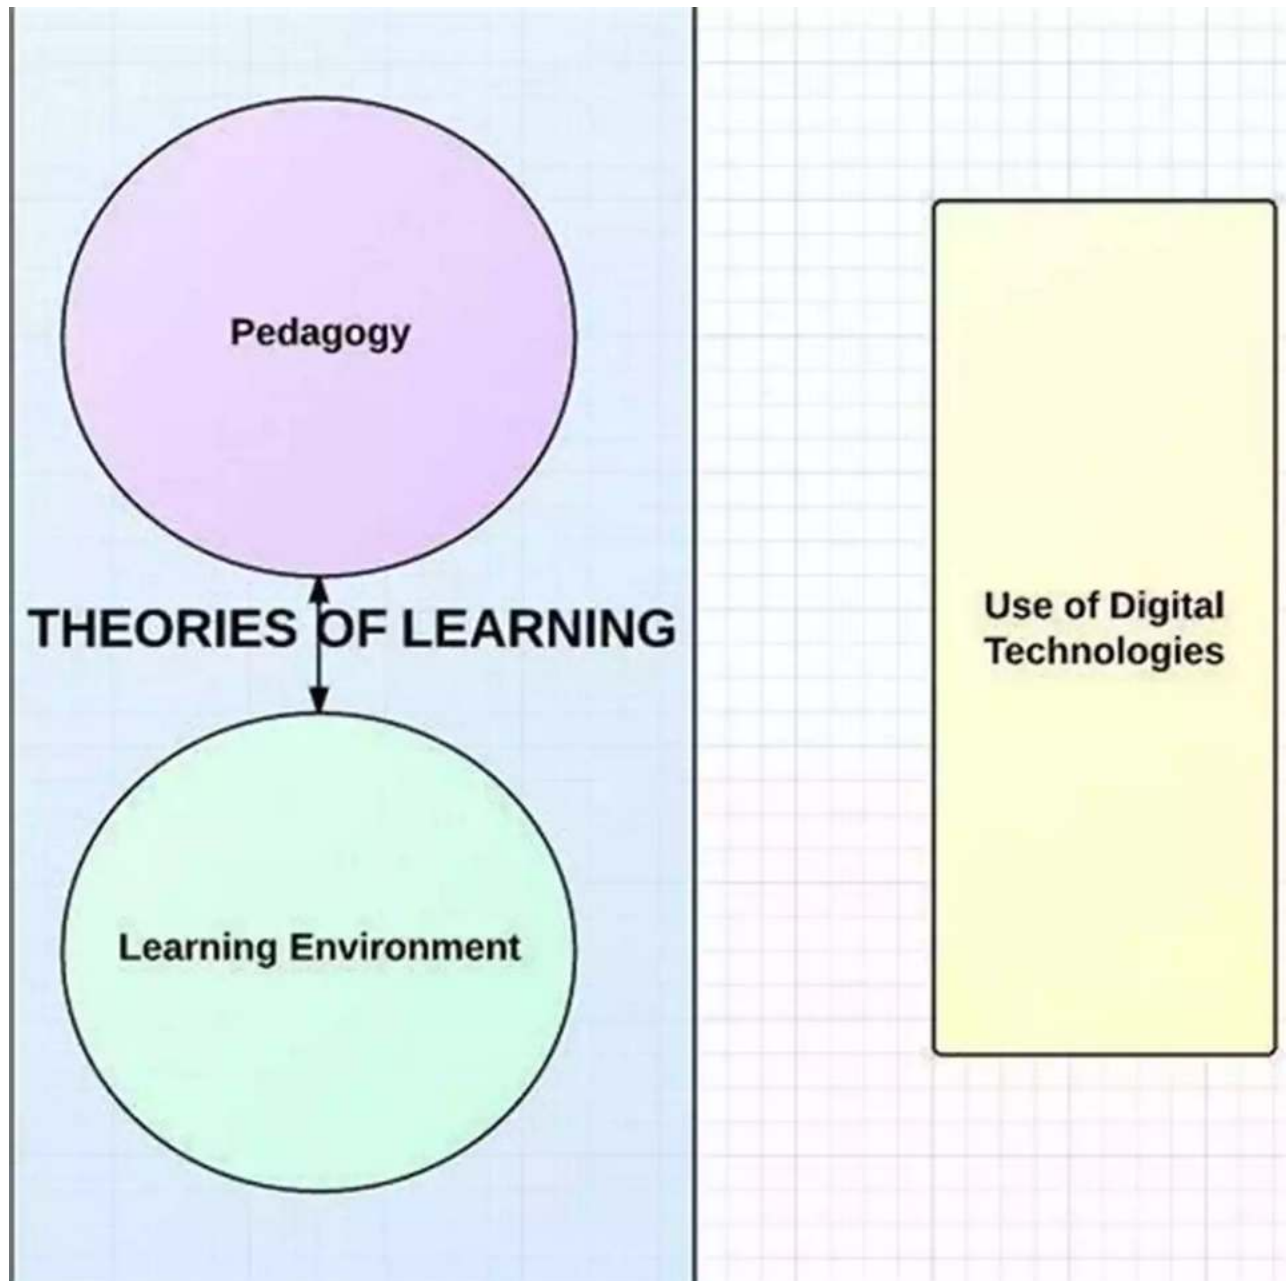 Pedagogy
THEORIES OF LEARNING
Learning Environment
Use of Digital
Technologies